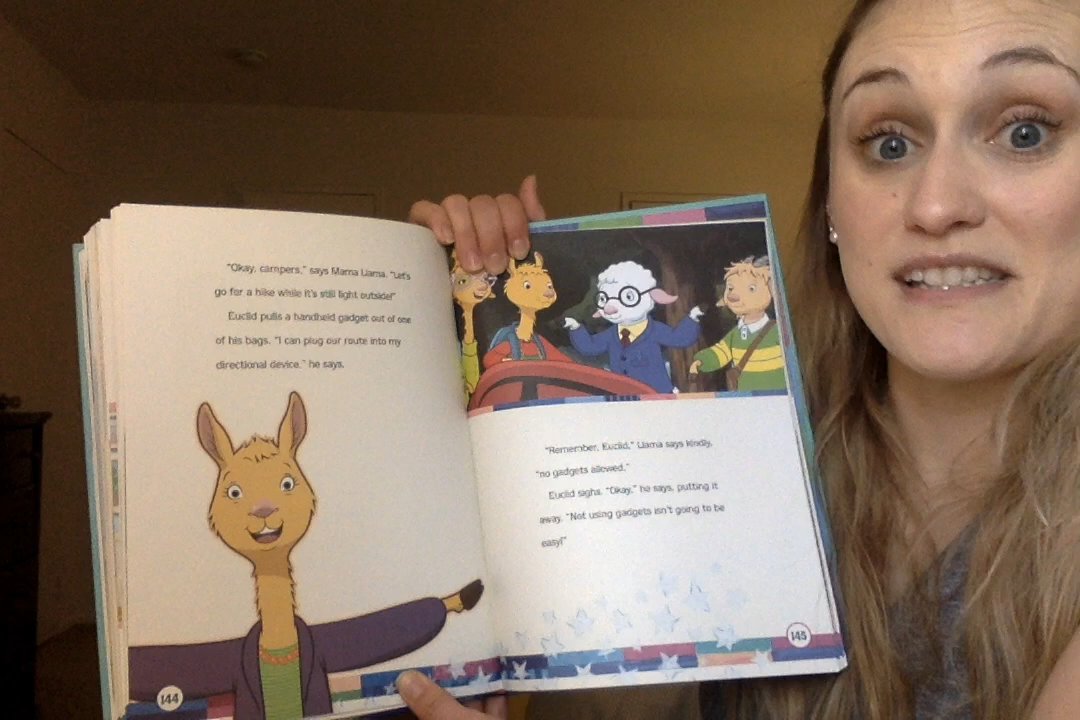 "Okay, campers," says Mama Llama. "Let's
go for a hike while it's still light outside!"
Euclid pulls a handheld gadget out of one
of his bags. "I can plug our route into my
directional device," he says.
144
"Remember, Euclid," Llama says kindly,
"no gadgets allowed."
Euclid sighs. "Okay," he says, putting it
away. "Not using gadgets isn't going to be
easy!"
145